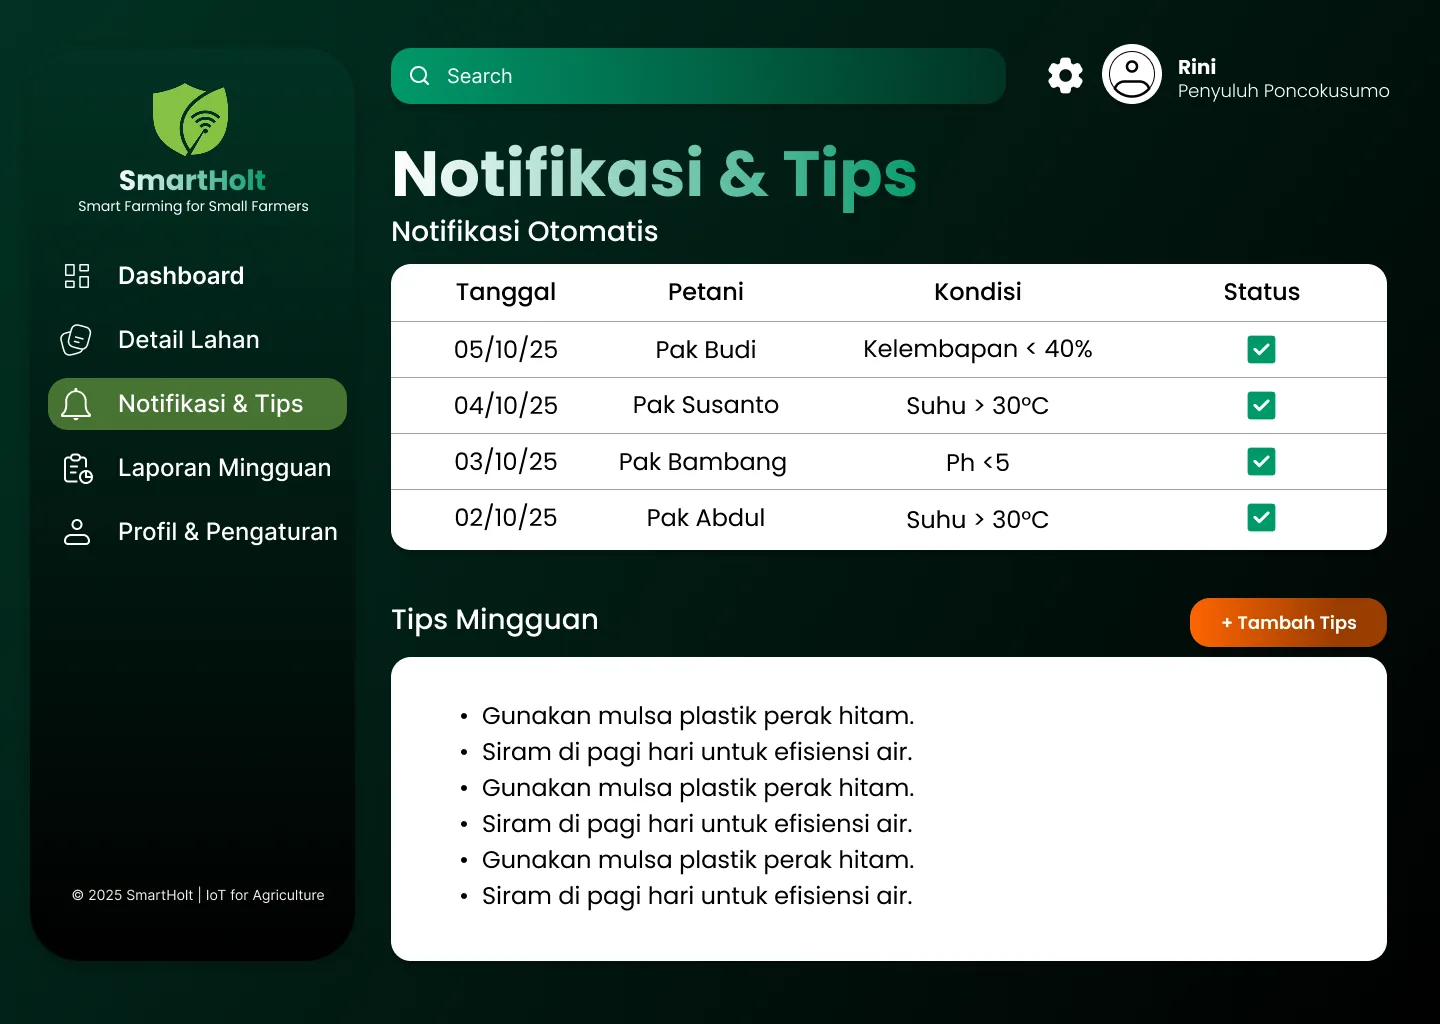 SmartHolt
Smart Farming for Small Farmers
Dashboard
Detail Lahan
Notifikasi & Tips
Laporan Mingguan
Profil & Pengaturan
© 2025 SmartHolt | IoT for Agriculture
Search
Rini
Penyuluh Poncokusumo
Notifikasi & Tips
Notifikasi Otomatis
Tanggal Petani Kondisi Status
05/10/25 Pak Budi Kelembapan < 40%
04/10/25 Pak Susanto Suhu > 30°C
03/10/25 Pak Bambang Ph <5
02/10/25 Pak Abdul Suhu > 30°C
Tips Mingguan
+ Tambah Tips
• Gunakan mulsa plastik perak hitam.
• Siram di pagi hari untuk efisiensi air.
• Gunakan mulsa plastik perak hitam.
• Siram di pagi hari untuk efisiensi air.
• Gunakan mulsa plastik perak hitam.
• Siram di pagi hari untuk efisiensi air.